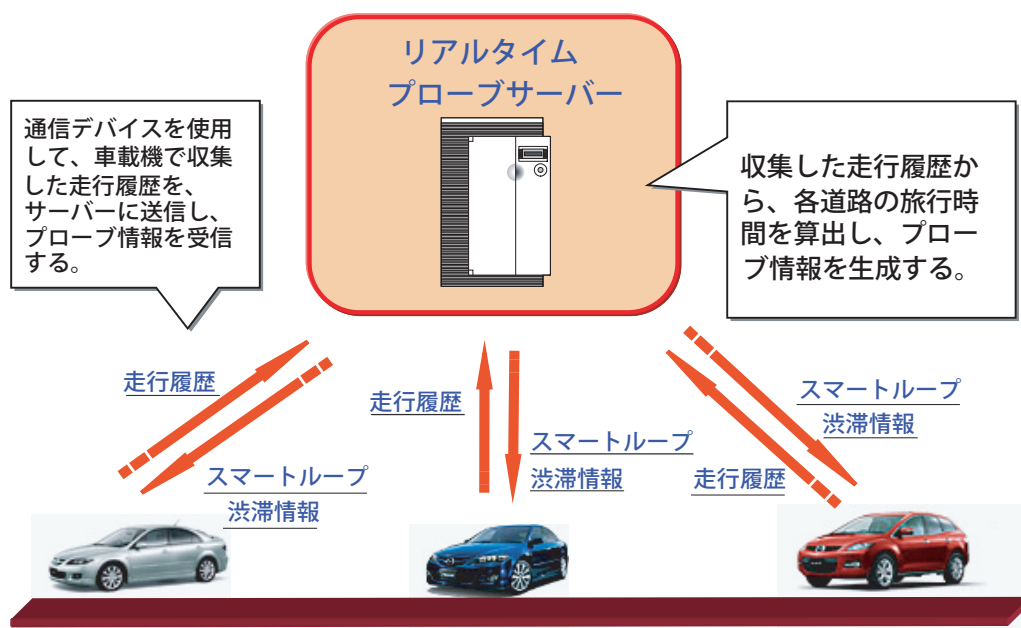 リアルタイム
プローブサーバー
通信デバイスを使用
して、車載機で収集
した走行履歴を、
サーバーに送信し、
プローブ情報を受信
する。
収集した走行履歴か
ら、各道路の旅行時
間を算出し、プロー
ブ情報を生成する。
走行履歴
スマートループ
渋滞情報
走行履歴
スマートループ
渋滞情報
スマートループ
渋滞情報
走行履歴